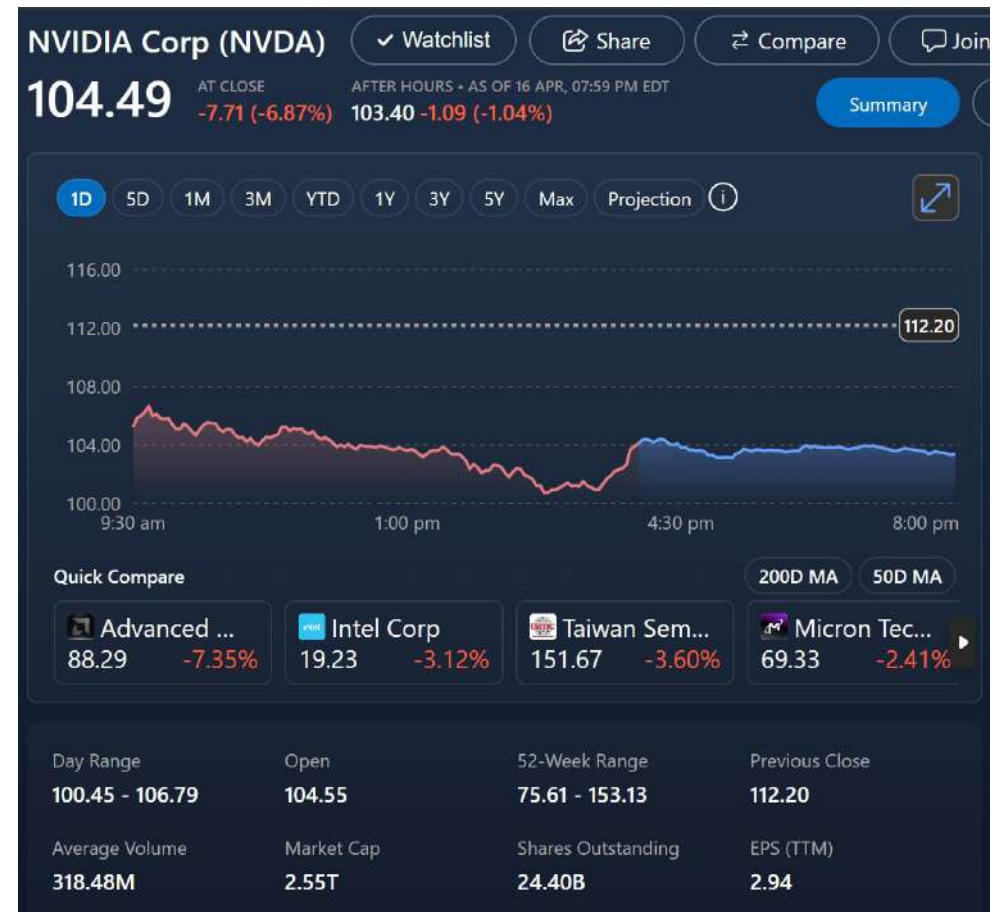 NVIDIA Corp (NVDA) Watchlist Share Compare Join
104.49 AT CLOSE -7.71 (-6.87%) AFTER HOURS • AS OF 16 APR, 07:59 PM EDT 103.40 -1.09 (-1.04%) Summary
1D 5D 1M 3M YTD 1Y 3Y 5Y Max Projection
116.00
112.00 112.20
108.00
104.00
100.00
9:30 am 1:00 pm 4:30 pm 8:00 pm
Quick Compare 200D MA 50D MA
Advanced ... intel Intel Corp Taiwan Sem... Micron Tec...
88.29 -7.35% 19.23 -3.12% 151.67 -3.60% 69.33 -2.41%
Day Range Open 52-Week Range Previous Close
100.45 - 106.79 104.55 75.61 - 153.13 112.20
Average Volume Market Cap Shares Outstanding EPS (TTM)
318.48M 2.55T 24.40B 2.94